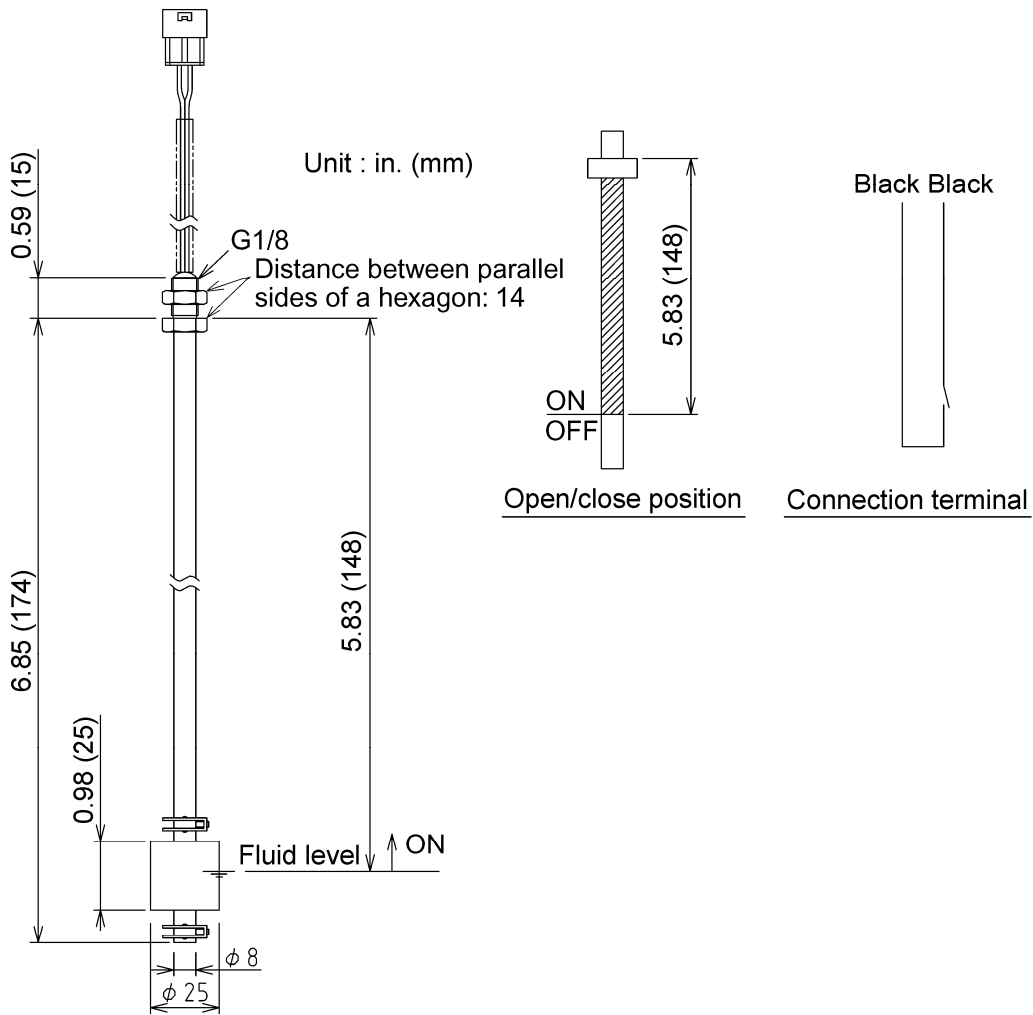 Unit : in. (mm)
0.59 (15)
G1/8
Distance between parallel
sides of a hexagon: 14
6.85 (174)
5.83 (148)
0.98 (25)
Fluid level
ON
ϕ 8
ϕ 25
5.83 (148)
ON
OFF
Open/close position
Black Black
Connection terminal